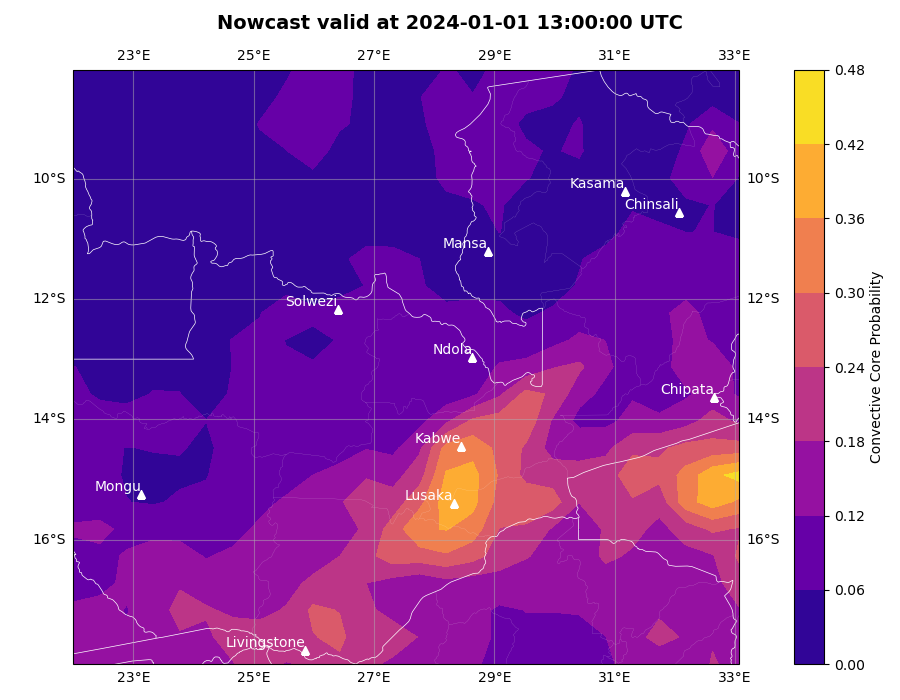 Nowcast valid at 2024-01-01 13:00:00 UTC
23°E 25°E 27°E 29°E 31°E 33°E
10°S 10°S
12°S 12°S
14°S 14°S
16°S 16°S
Kasama
Chinsali
Mansa
Solwezi
Ndola
Chipata
Kabwe
Mongu
Lusaka
Livingstone
23°E 25°E 27°E 29°E 31°E 33°E
0.48
0.42
0.36
0.30
0.24
0.18
0.12
0.06
0.00
Convective Core Probability